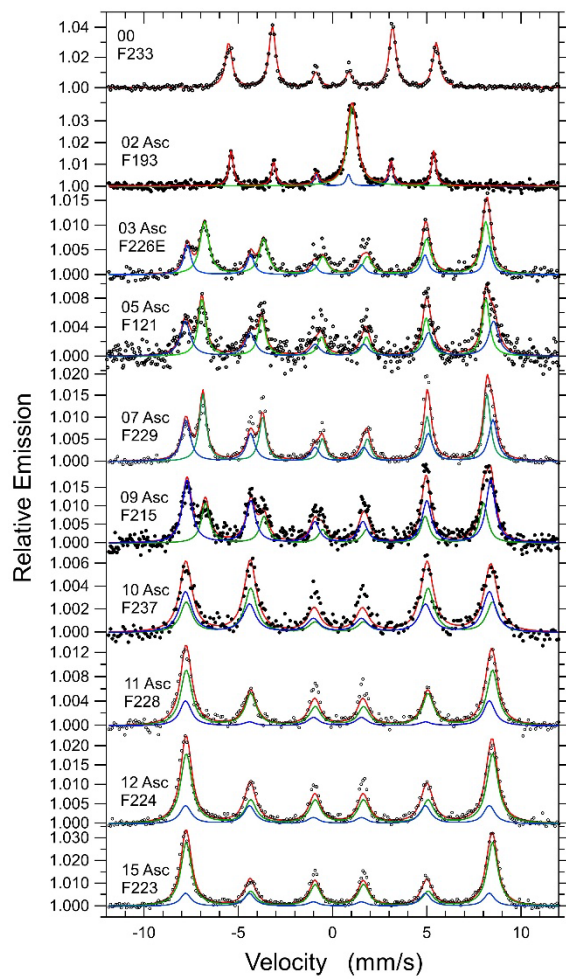 1.04
1.02
1.00
00
F233
1.03
1.02
1.01
1.00
02 Asc
F193
1.015
1.010
1.005
1.000
03 Asc
F226E
1.008
1.004
1.000
05 Asc
F121
1.020
1.015
1.010
1.005
1.000
07 Asc
F229
1.015
1.010
1.005
1.000
09 Asc
F215
1.006
1.004
1.002
1.000
10 Asc
F237
1.012
1.008
1.004
1.000
11 Asc
F228
1.020
1.015
1.010
1.005
1.000
12 Asc
F224
1.030
1.020
1.010
1.000
15 Asc
F223
Relative Emission
-10 -5 0 5 10
Velocity (mm/s)